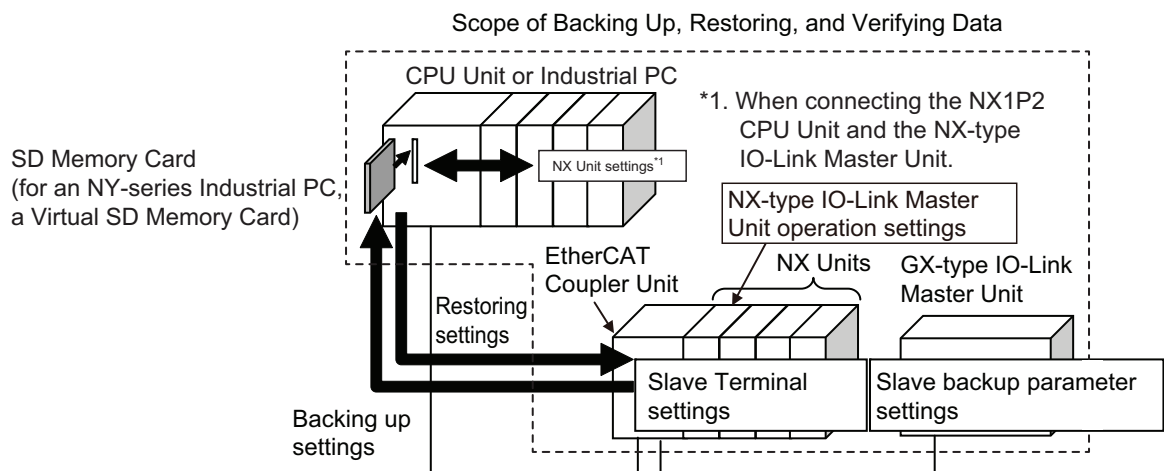 Scope of Backing Up, Restoring, and Verifying Data
CPU Unit or Industrial PC
*1. When connecting the NX1P2
CPU Unit and the NX-type
IO-Link Master Unit.
SD Memory Card
(for an NY-series Industrial PC,
a Virtual SD Memory Card)
NX Unit settings*1
NX-type IO-Link Master
Unit operation settings
EtherCAT
Coupler Unit
NX Units
GX-type IO-Link
Master Unit
Restoring
settings
Slave Terminal
settings
Slave backup parameter
settings
Backing up
settings